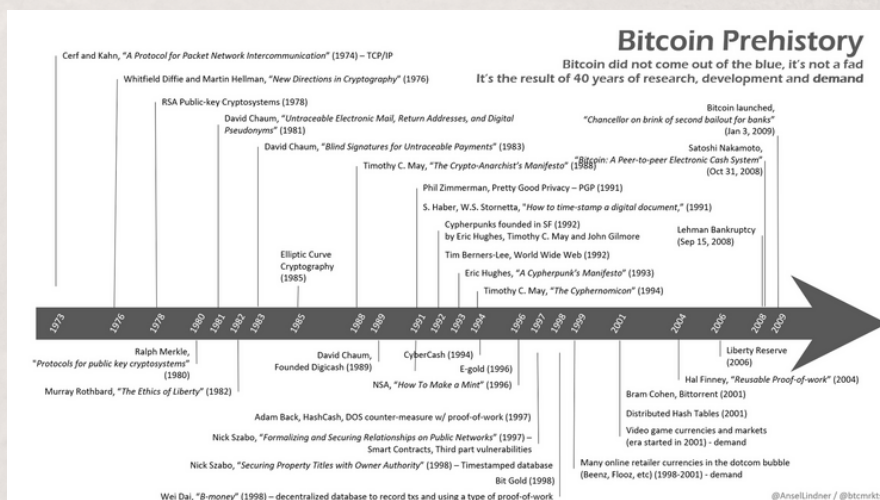 Bitcoin Prehistory
Bitcoin did not come out of the blue, it's not a fad
It's the result of 40 years of research, development and demand
Cerf and Kahn, "A Protocol for Packet Network Intercommunication" (1974) – TCP/IP
Whitfield Diffie and Martin Hellman, "New Directions in Cryptography" (1976)
RSA Public-key Cryptosystems (1978)
David Chaum, "Untraceable Electronic Mail, Return Addresses, and Digital
Pseudonyms" (1981)
David Chaum, "Blind Signatures for Untraceable Payments" (1983)
Timothy C. May, "The Crypto-Anarchist's Manifesto" (1988)
Bitcoin launched,
"Chancellor on brink of second bailout for banks"
(Jan 3, 2009)
Satoshi Nakamoto,
"Bitcoin: A Peer-to-peer Electronic Cash System"
(Oct 31, 2008)
Phil Zimmerman, Pretty Good Privacy – PGP (1991)
S. Haber, W.S. Stornetta, "How to time-stamp a digital document," (1991)
Cypherpunks founded in SF (1992)
by Eric Hughes, Timothy C. May and John Gilmore
Lehman Bankruptcy
(Sep 15, 2008)
Tim Berners-Lee, World Wide Web (1992)
Elliptic Curve
Cryptography
(1985)
Eric Hughes, "A Cypherpunk's Manifesto" (1993)
Timothy C. May, "The Cyphernomicon" (1994)
1973 1976 1978 1980 1981 1982 1983 1985 1988 1989 1991 1992 1993 1994 1996 1997 1998 1999 2001 2004 2006 2008 2009
Ralph Merkle,
"Protocols for public key cryptosystems"
(1980)
Murray Rothbard, "The Ethics of Liberty" (1982)
David Chaum,
Founded Digicash (1989)
CyberCash (1994)
E-gold (1996)
NSA, "How To Make a Mint" (1996)
Liberty Reserve
(2006)
Hal Finney, "Reusable Proof-of-work" (2004)
Bram Cohen, Bittorrent (2001)
Distributed Hash Tables (2001)
Video game currencies and markets
(era started in 2001) - demand
Adam Back, HashCash, DOS counter-measure w/ proof-of-work (1997)
Nick Szabo, "Formalizing and Securing Relationships on Public Networks" (1997) –
Smart Contracts, Third part vulnerabilities
Nick Szabo, "Securing Property Titles with Owner Authority" (1998) – Timestamped database
Many online retailer currencies in the dotcom bubble
(Beenz, Flooz, etc) (1998-2001) - demand
Bit Gold (1998)
Wei Dai, "B-money" (1998) – decentralized database to record txs and using a type of proof-of-work
@AnselLindner / @btcmrkts